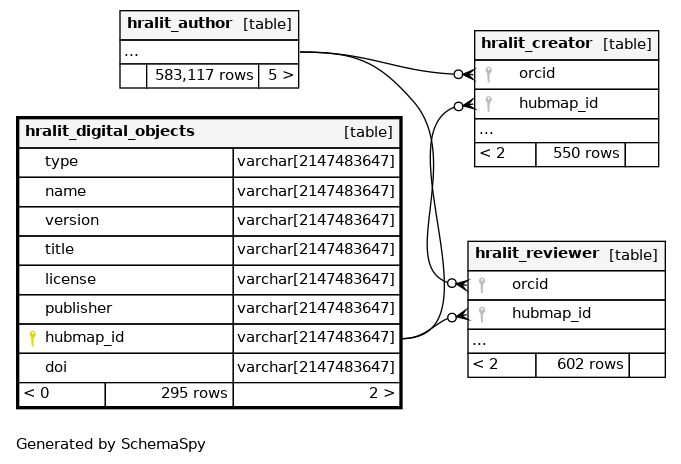 hralit_author [table]
...
583,117 rows 5 >
hralit_digital_objects [table]
type varchar[2147483647]
name varchar[2147483647]
version varchar[2147483647]
title varchar[2147483647]
license varchar[2147483647]
publisher varchar[2147483647]
hubmap_id varchar[2147483647]
doi varchar[2147483647]
< 0 295 rows 2 >
hralit_creator [table]
orcid
hubmap_id
...
< 2 550 rows
hralit_reviewer [table]
orcid
hubmap_id
...
< 2 602 rows
Generated by SchemaSpy